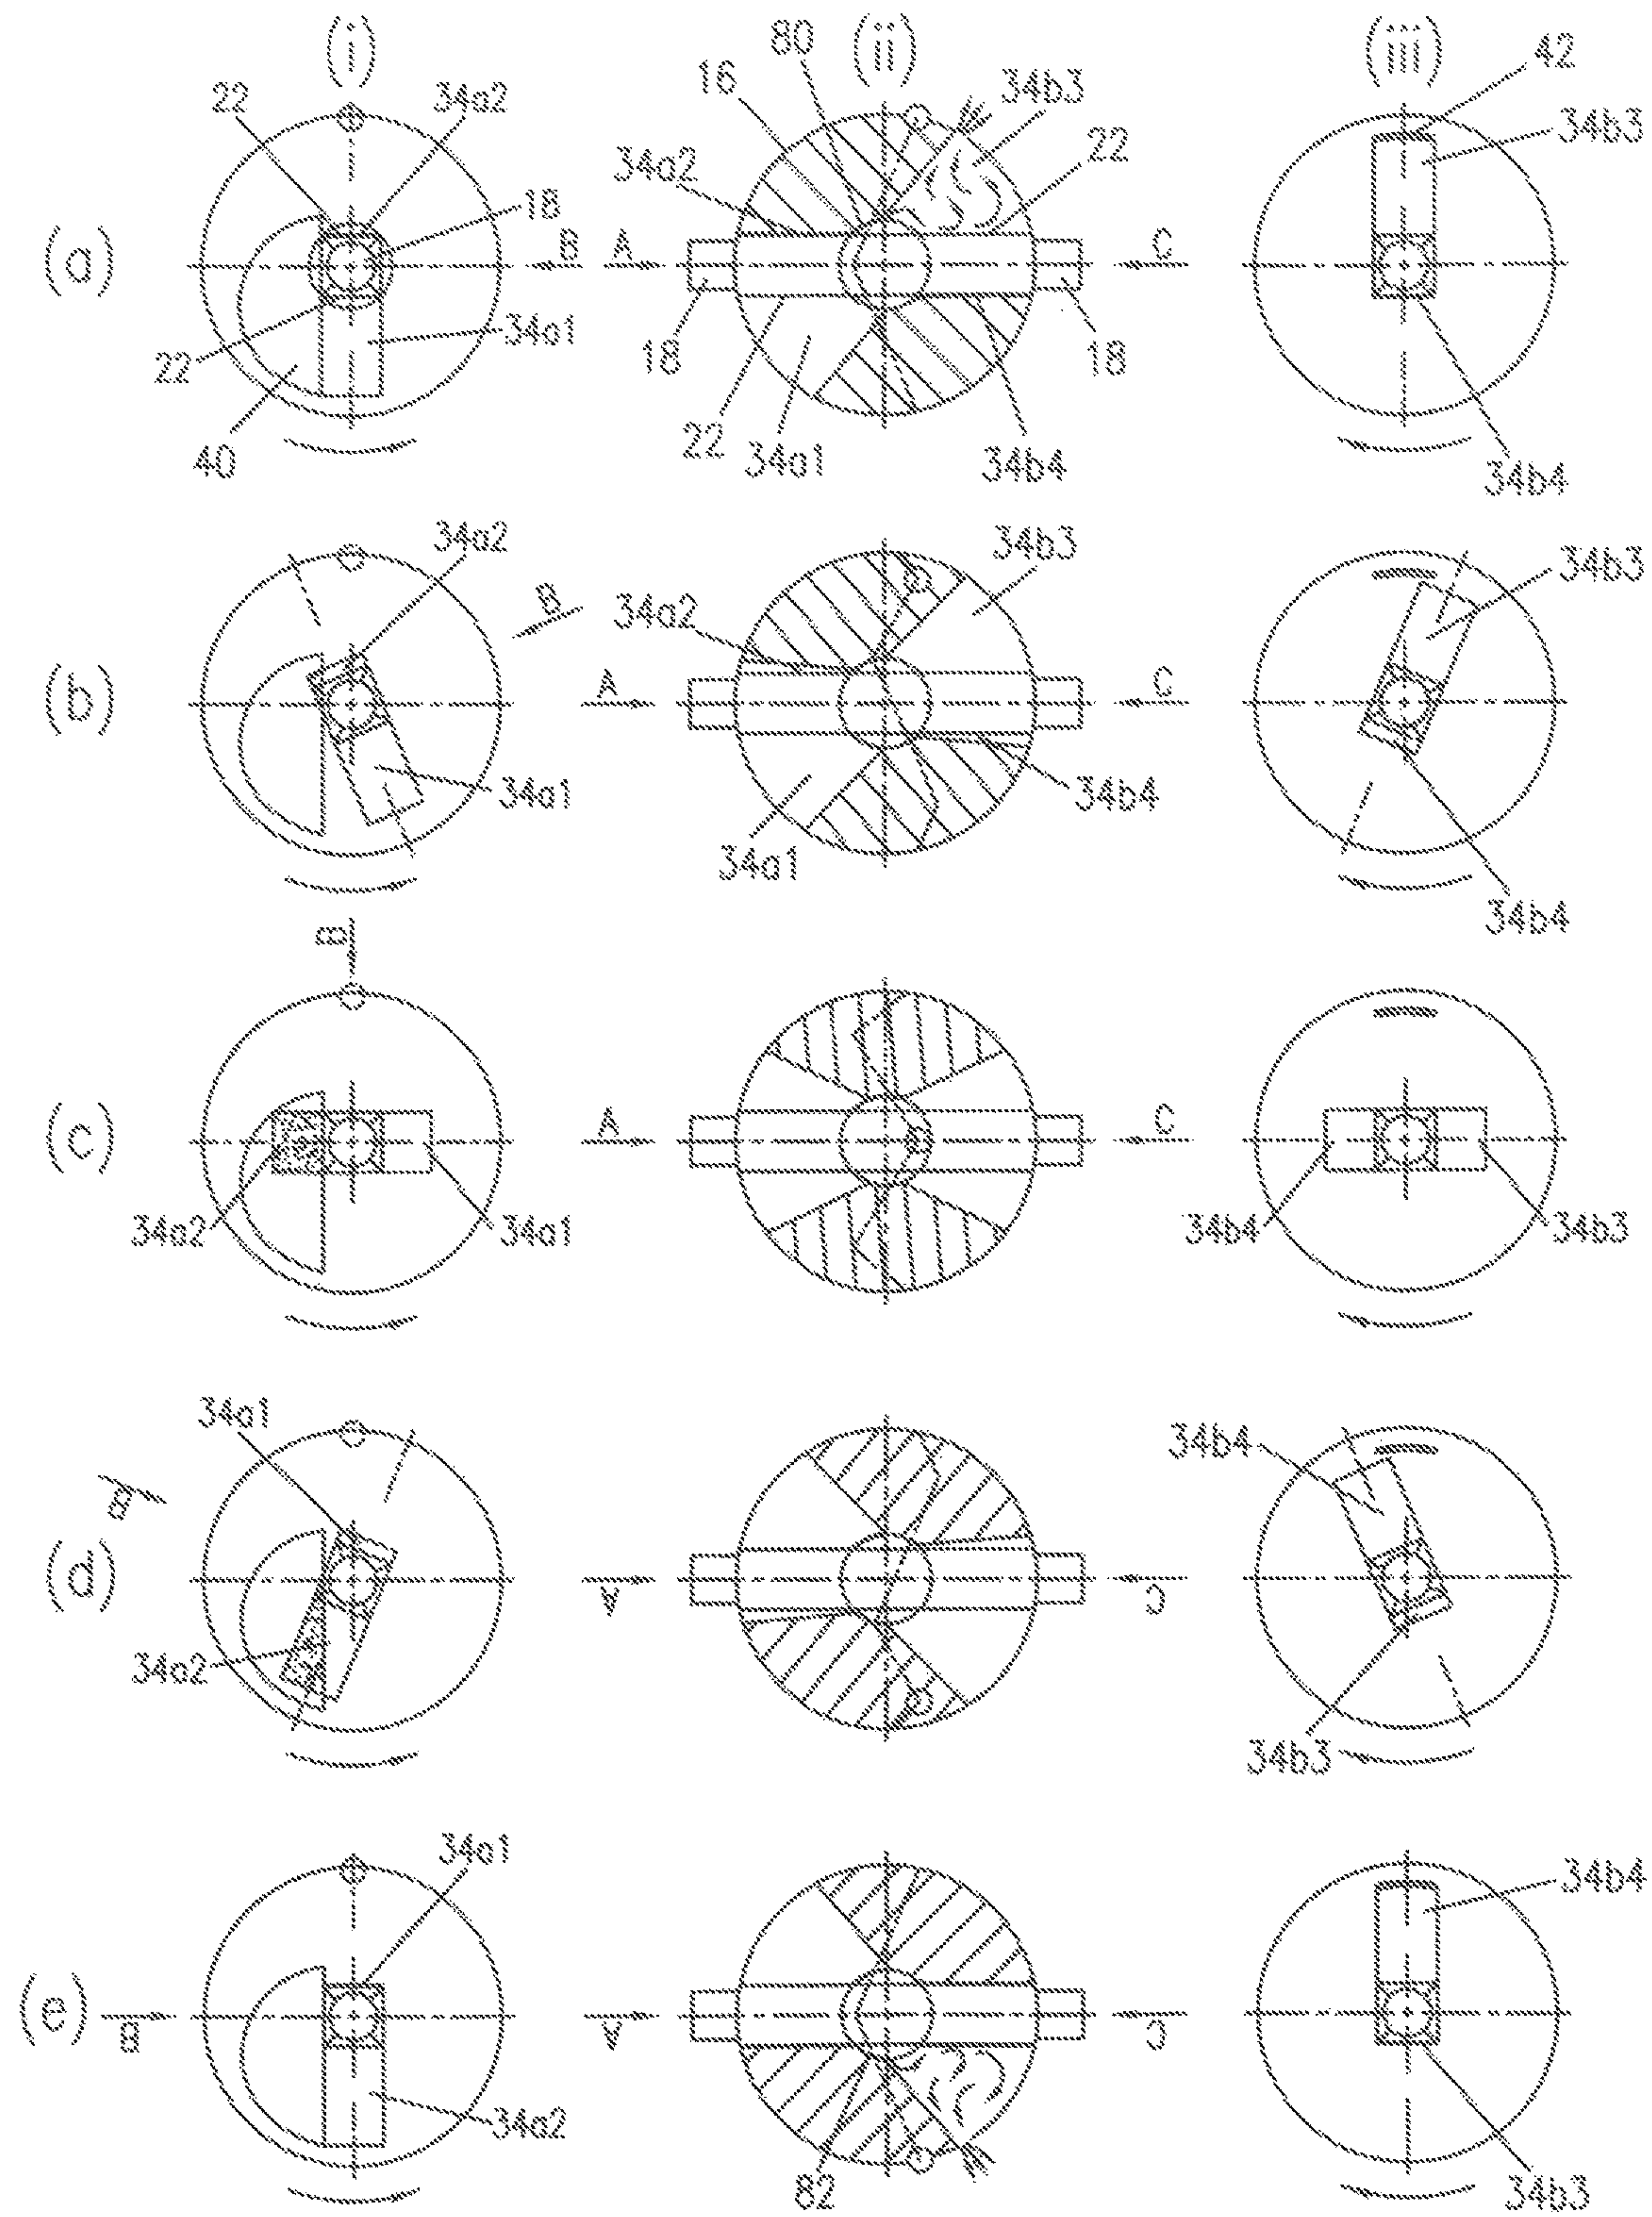 (i) (ii) (iii)
80 42
22 34a2 16 34b3 34b3
34a2 22
18
(a) B A C
34a1 18 18
22
40 22 34a1 34b4 34b4
34a2 34b3 34b3
B 34a2
(b) A C
34a1 34b4
34a1 34b4
B
(c) A C
34a2 34a1 34b4 34b3
34a1 34b4
B
(d) A C
34a2
34b3
34a1 34b4
(e) B A C
34a2
82 34b3